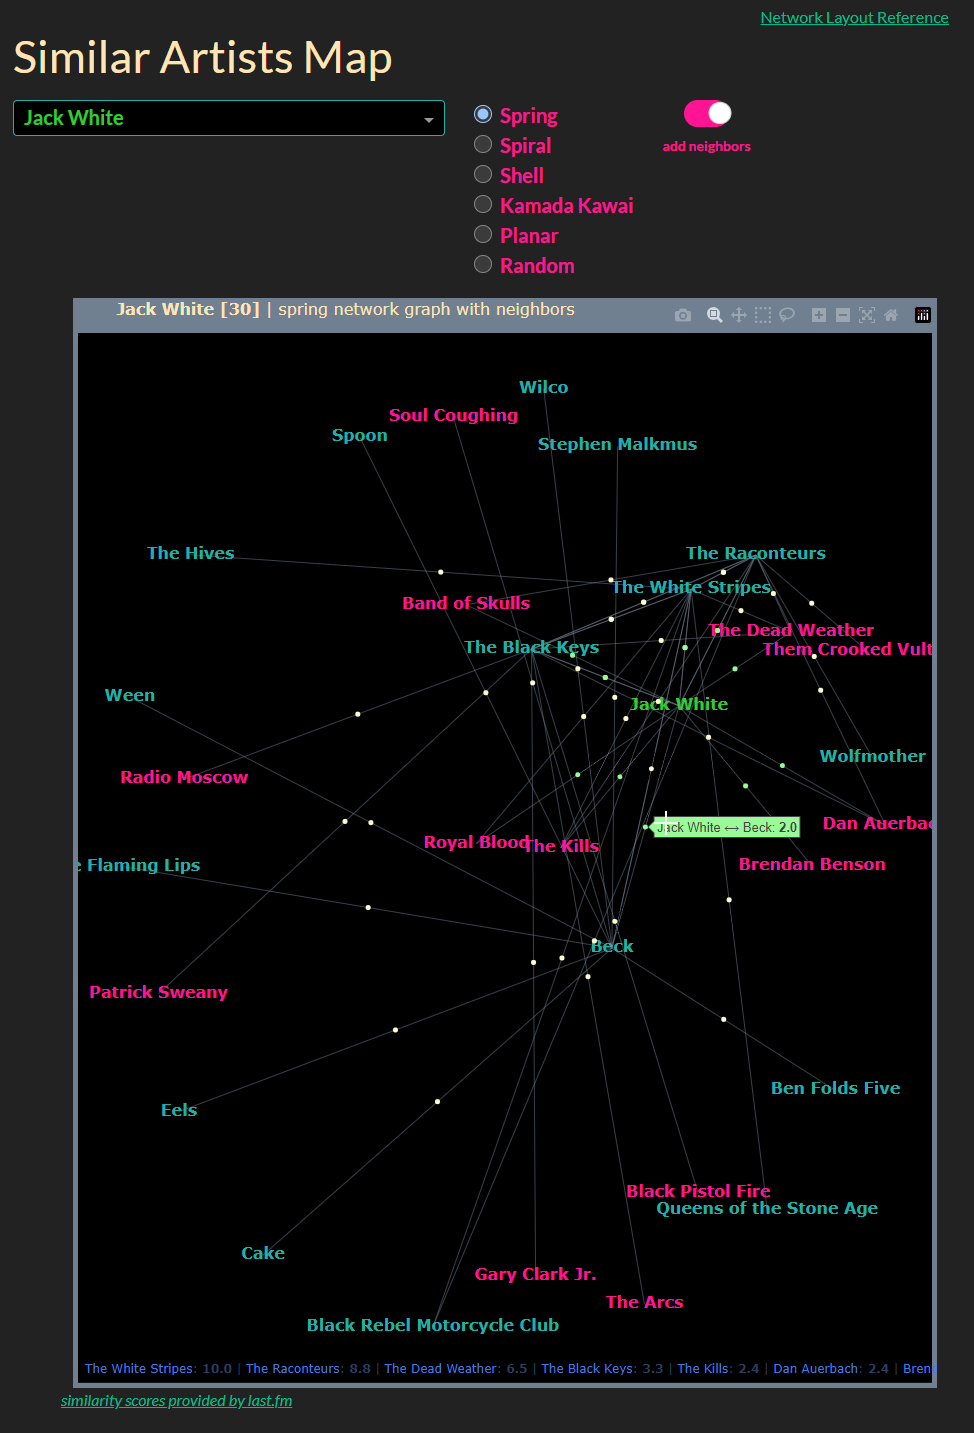 Network Layout Reference
Similar Artists Map
Jack White
Spring
Spiral
Shell
Kamada Kawai
Planar
Random
add neighbors
Jack White [30] | spring network graph with neighbors
Wilco
Soul Coughing
Spoon
Stephen Malkmus
The Hives
The Raconteurs
The White Stripes
Band of Skulls
The Dead Weather
The Black Keys
Them Crooked Vult
Ween
Jack White
Wolfmother
Radio Moscow
Dan Auerbac
Jack White ↔ Beck: 2.0
Royal Blood
The Kills
Brendan Benson
e Flaming Lips
Beck
Patrick Sweany
Ben Folds Five
Eels
Black Pistol Fire
Queens of the Stone Age
Cake
Gary Clark Jr.
The Arcs
Black Rebel Motorcycle Club
The White Stripes: 10.0 | The Raconteurs: 8.8 | The Dead Weather: 6.5 | The Black Keys: 3.3 | The Kills: 2.4 | Dan Auerbach: 2.4 | Bren
similarity scores provided by last.fm